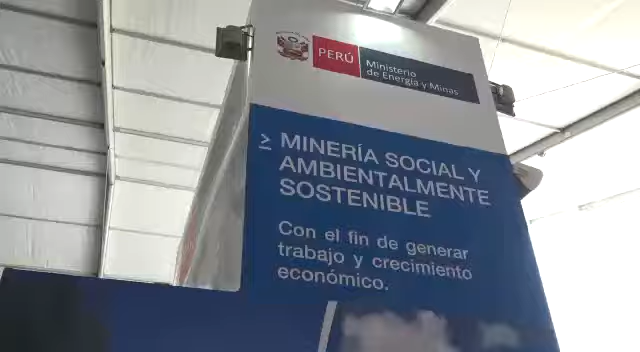 PERÚ
Ministerio
de Energía y Minas
> MINERÍA SOCIAL Y
AMBIENTALMENTE
SOSTENIBLE
Con el fin de generar
trabajo y crecimiento
económico.